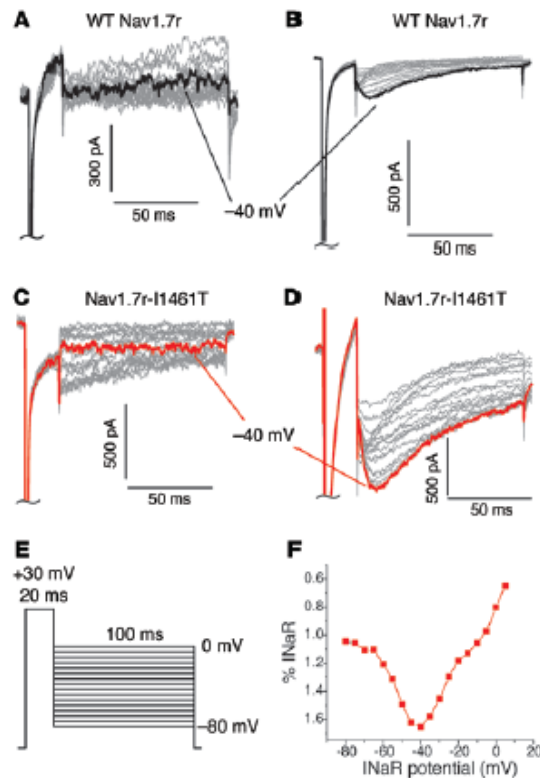 A WT Nav1.7r
B WT Nav1.7r
300 pA
50 ms
–40 mV
500 pA
50 ms
C Nav1.7r-I1461T
D Nav1.7r-I1461T
500 pA
50 ms
–40 mV
500 pA
50 ms
E
+30 mV
20 ms
100 ms
0 mV
–80 mV
F
% INaR
0.6
0.8
1.0
1.2
1.4
1.6
-80 -60 -40 -20 0 20
INaR potential (mV)